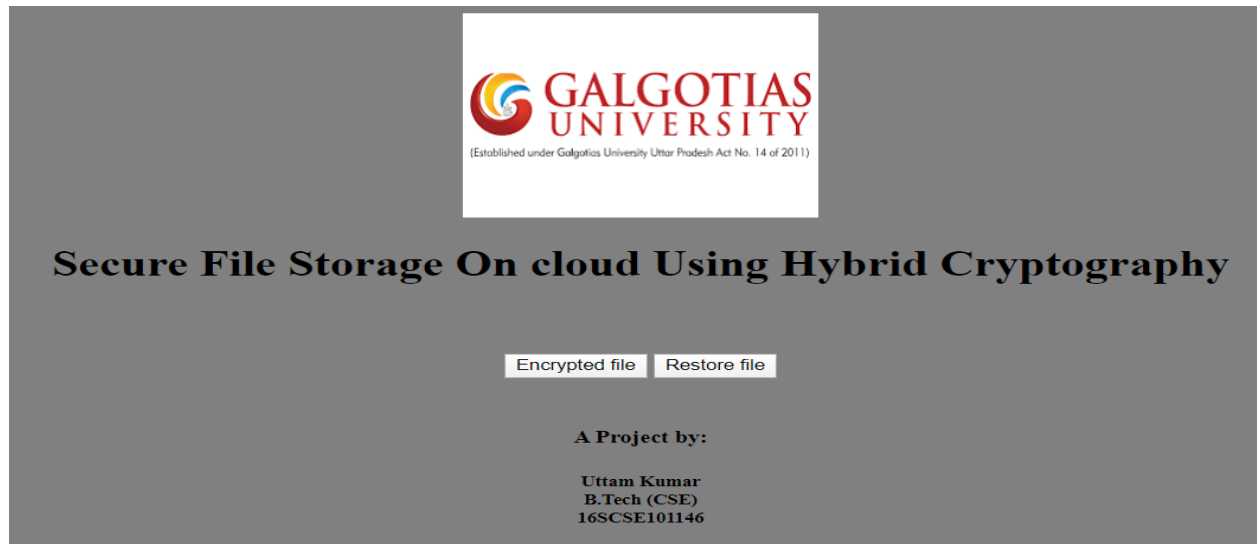 GALGOTIAS
UNIVERSITY
(Established under Galgotias University Uttar Pradesh Act No. 14 of 2011)
Secure File Storage On cloud Using Hybrid Cryptography
Encrypted file Restore file
A Project by:
Uttam Kumar
B.Tech (CSE)
16SCSE101146